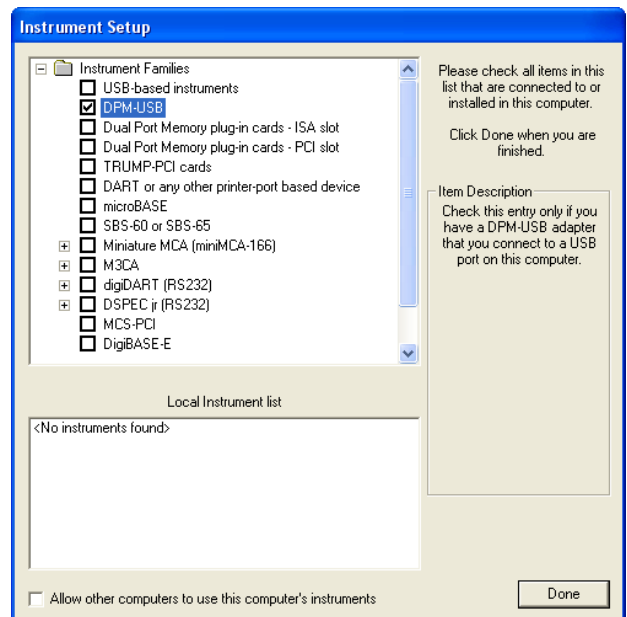 Instrument Setup
Instrument Families
USB-based instruments
DPM-USB
Dual Port Memory plug-in cards - ISA slot
Dual Port Memory plug-in cards - PCI slot
TRUMP-PCI cards
DART or any other printer-port based device
microBASE
SBS-60 or SBS-65
Miniature MCA (miniMCA-166)
M3CA
digiDART (RS232)
DSPEC jr (RS232)
MCS-PCI
DigiBASE-E
Please check all items in this
list that are connected to or
installed in this computer.
Click Done when you are
finished.
Item Description
Check this entry only if you
have a DPM-USB adapter
that you connect to a USB
port on this computer.
Local Instrument list
<No instruments found>
Allow other computers to use this computer's instruments
Done